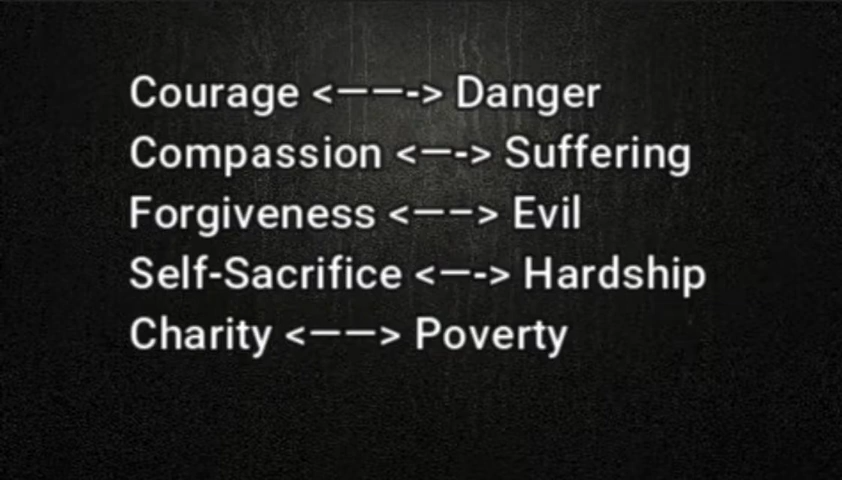 Courage <——-> Danger
Compassion <—-> Suffering
Forgiveness <—–> Evil
Self-Sacrifice <—-> Hardship
Charity <——> Poverty